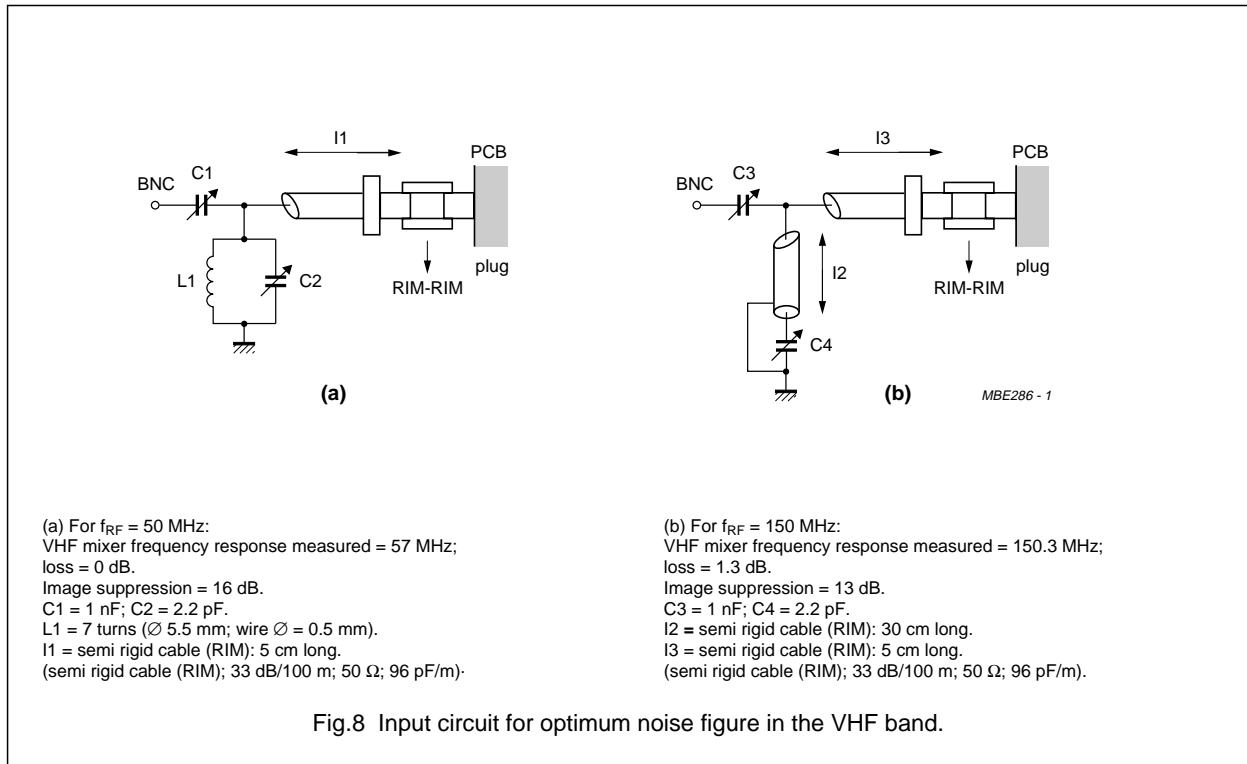 I1
PCB
C1
BNC
L1
C2
plug
RIM-RIM
(a)
I3
PCB
C3
BNC
I2
plug
RIM-RIM
C4
(b)
MBE286 - 1
(a) For fRF = 50 MHz:
VHF mixer frequency response measured = 57 MHz;
loss = 0 dB.
Image suppression = 16 dB.
C1 = 1 nF; C2 = 2.2 pF.
L1 = 7 turns (∅ 5.5 mm; wire ∅ = 0.5 mm).
I1 = semi rigid cable (RIM): 5 cm long.
(semi rigid cable (RIM); 33 dB/100 m; 50 Ω; 96 pF/m)·
(b) For fRF = 150 MHz:
VHF mixer frequency response measured = 150.3 MHz;
loss = 1.3 dB.
Image suppression = 13 dB.
C3 = 1 nF; C4 = 2.2 pF.
I2 = semi rigid cable (RIM): 30 cm long.
I3 = semi rigid cable (RIM): 5 cm long.
(semi rigid cable (RIM); 33 dB/100 m; 50 Ω; 96 pF/m).
Fig.8 Input circuit for optimum noise figure in the VHF band.